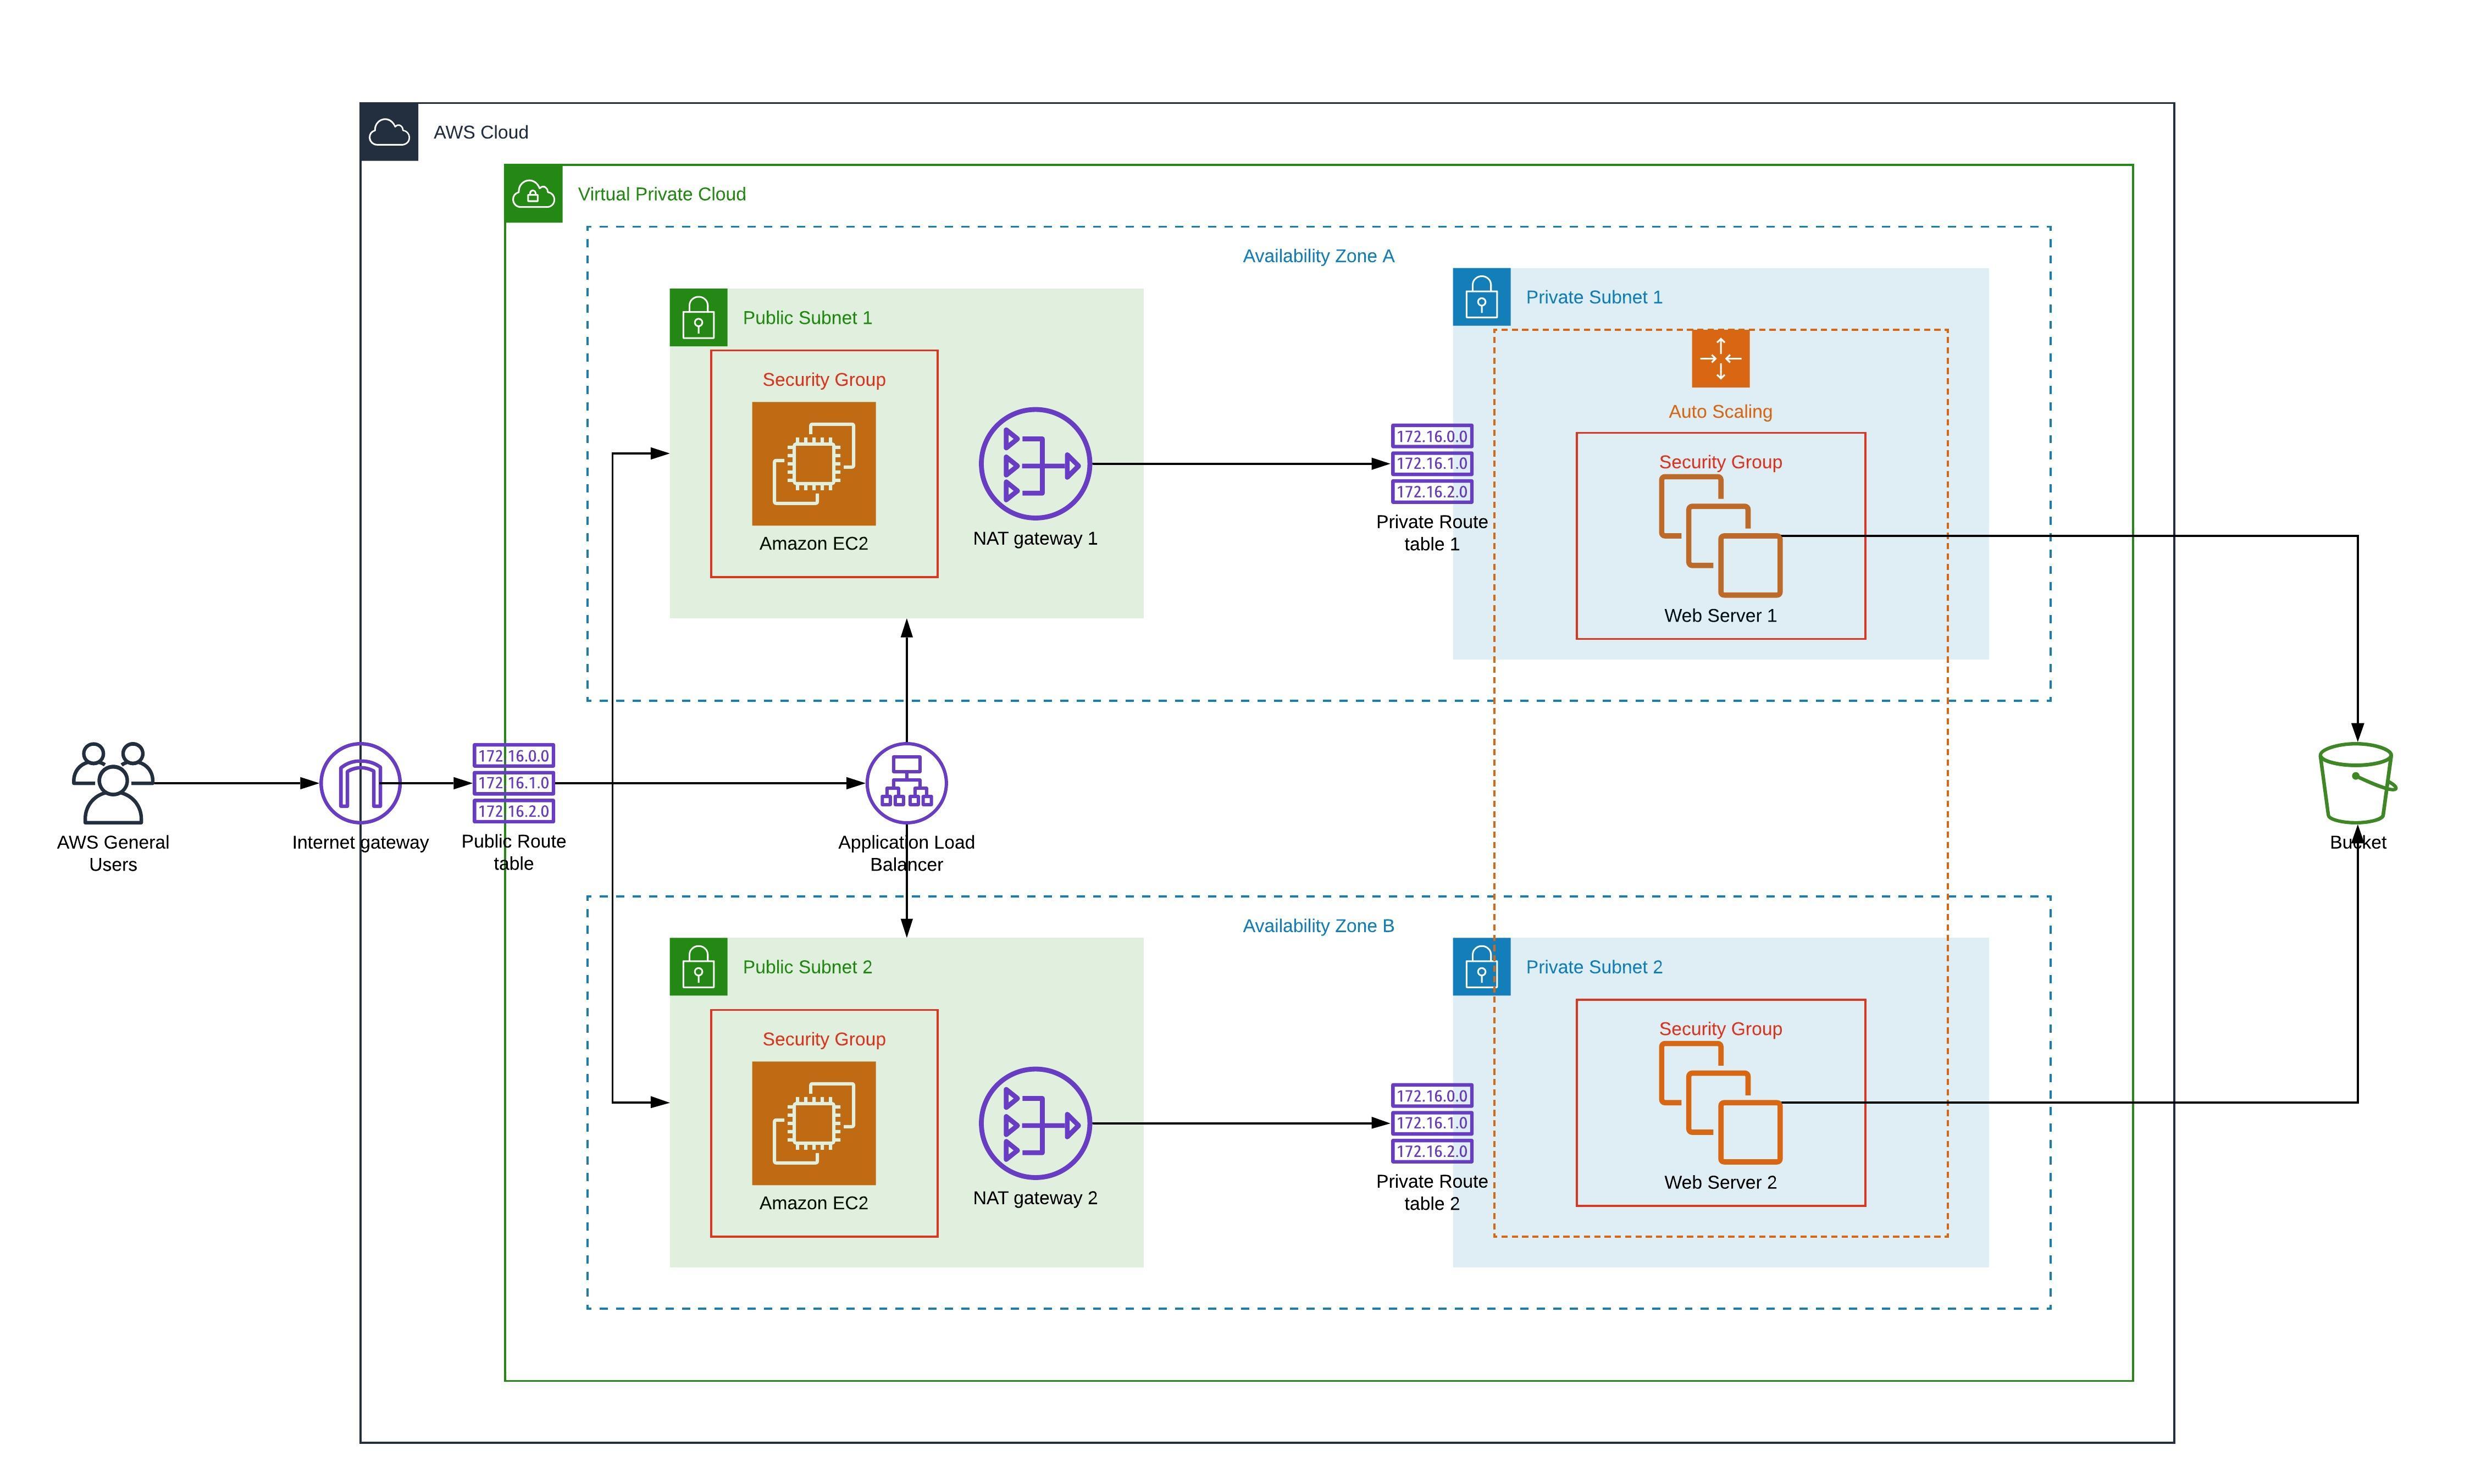 AWS Cloud
Virtual Private Cloud
Availability Zone A
Public Subnet 1
Security Group
Amazon EC2
NAT gateway 1
172.16.0.0
172.16.1.0
172.16.2.0
Private Route
table 1
Private Subnet 1
Auto Scaling
Security Group
Web Server 1
AWS General
Users
Internet gateway
172.16.0.0
172.16.1.0
172.16.2.0
Public Route
table
Application Load
Balancer
Bucket
Availability Zone B
Public Subnet 2
Security Group
Amazon EC2
NAT gateway 2
172.16.0.0
172.16.1.0
172.16.2.0
Private Route
table 2
Private Subnet 2
Security Group
Web Server 2